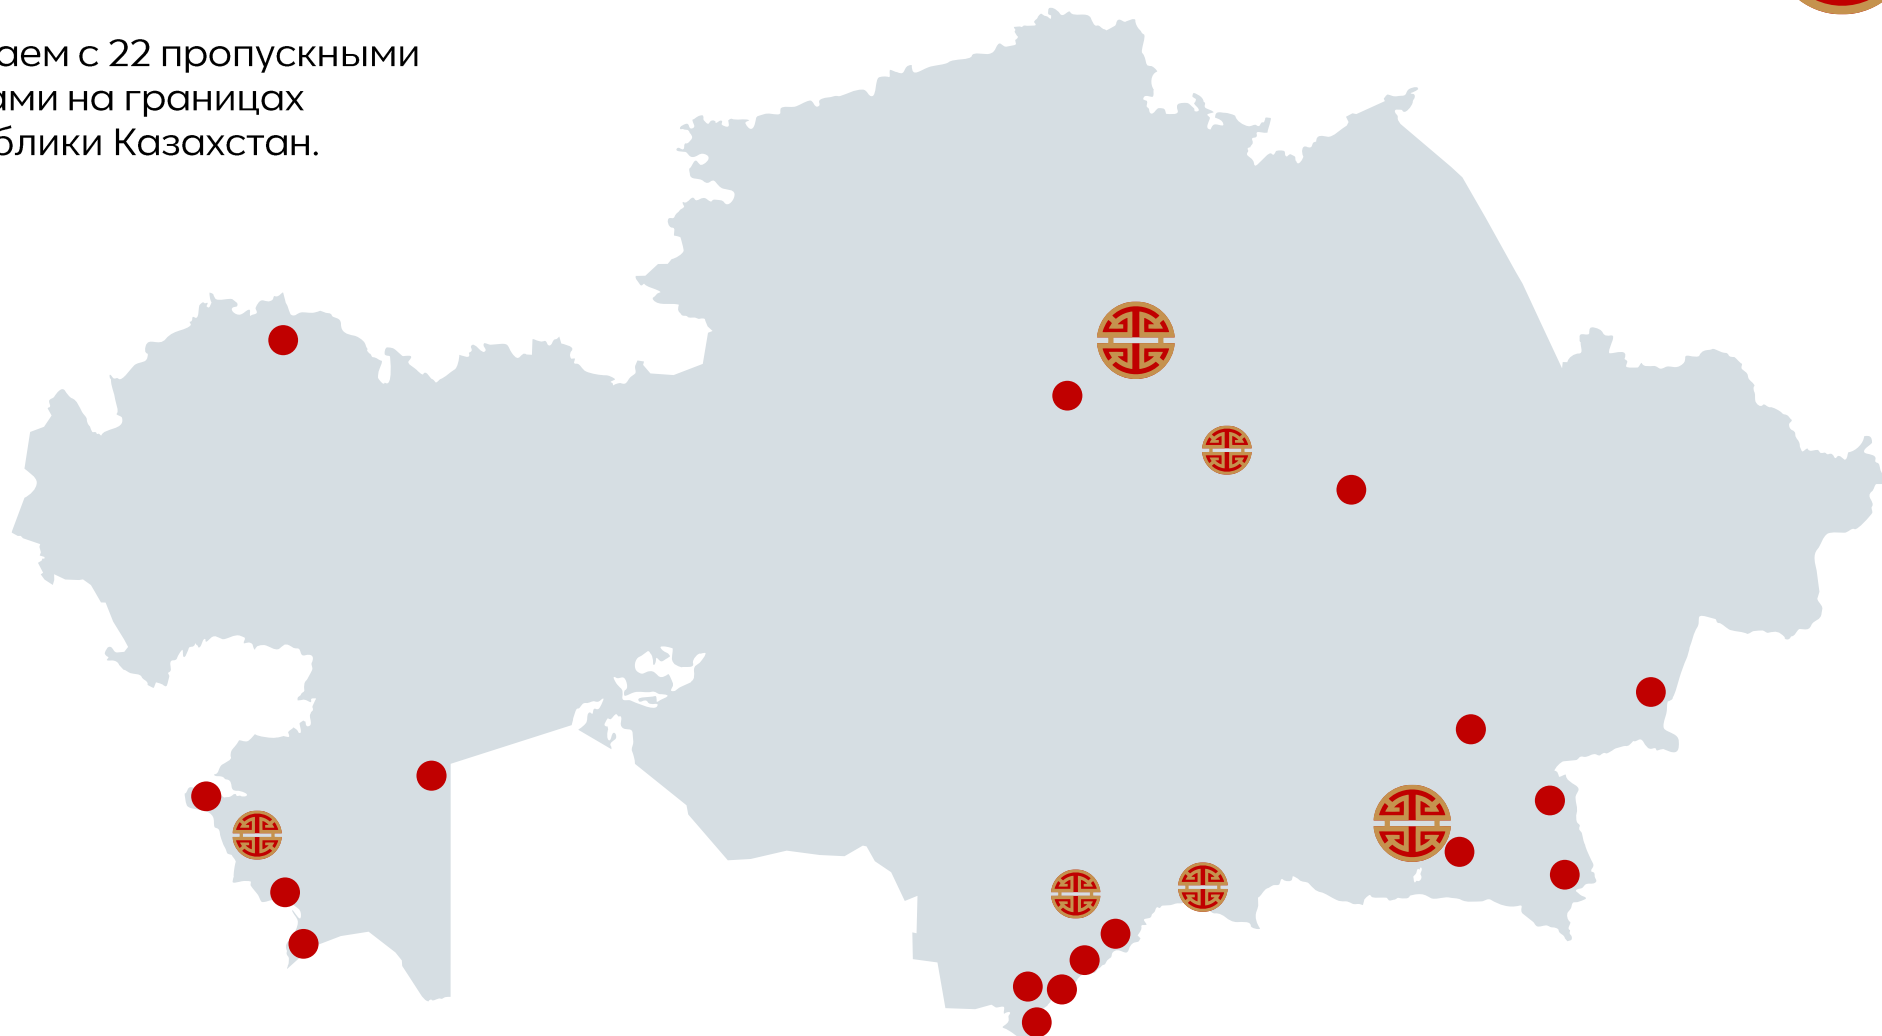 аем с 22 пропускными
ами на границах
блики Казахстан.